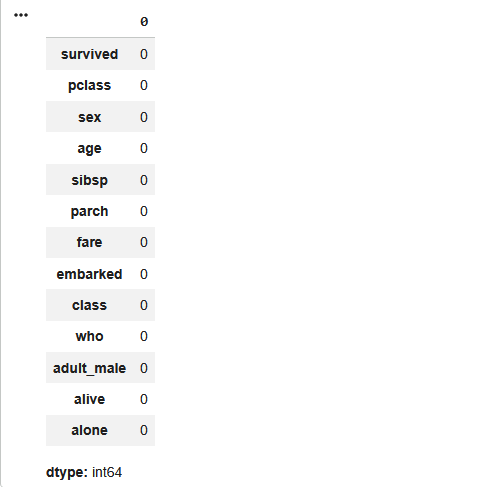 ...
0
survived 0
pclass 0
sex 0
age 0
sibsp 0
parch 0
fare 0
embarked 0
class 0
who 0
adult_male 0
alive 0
alone 0
dtype: int64